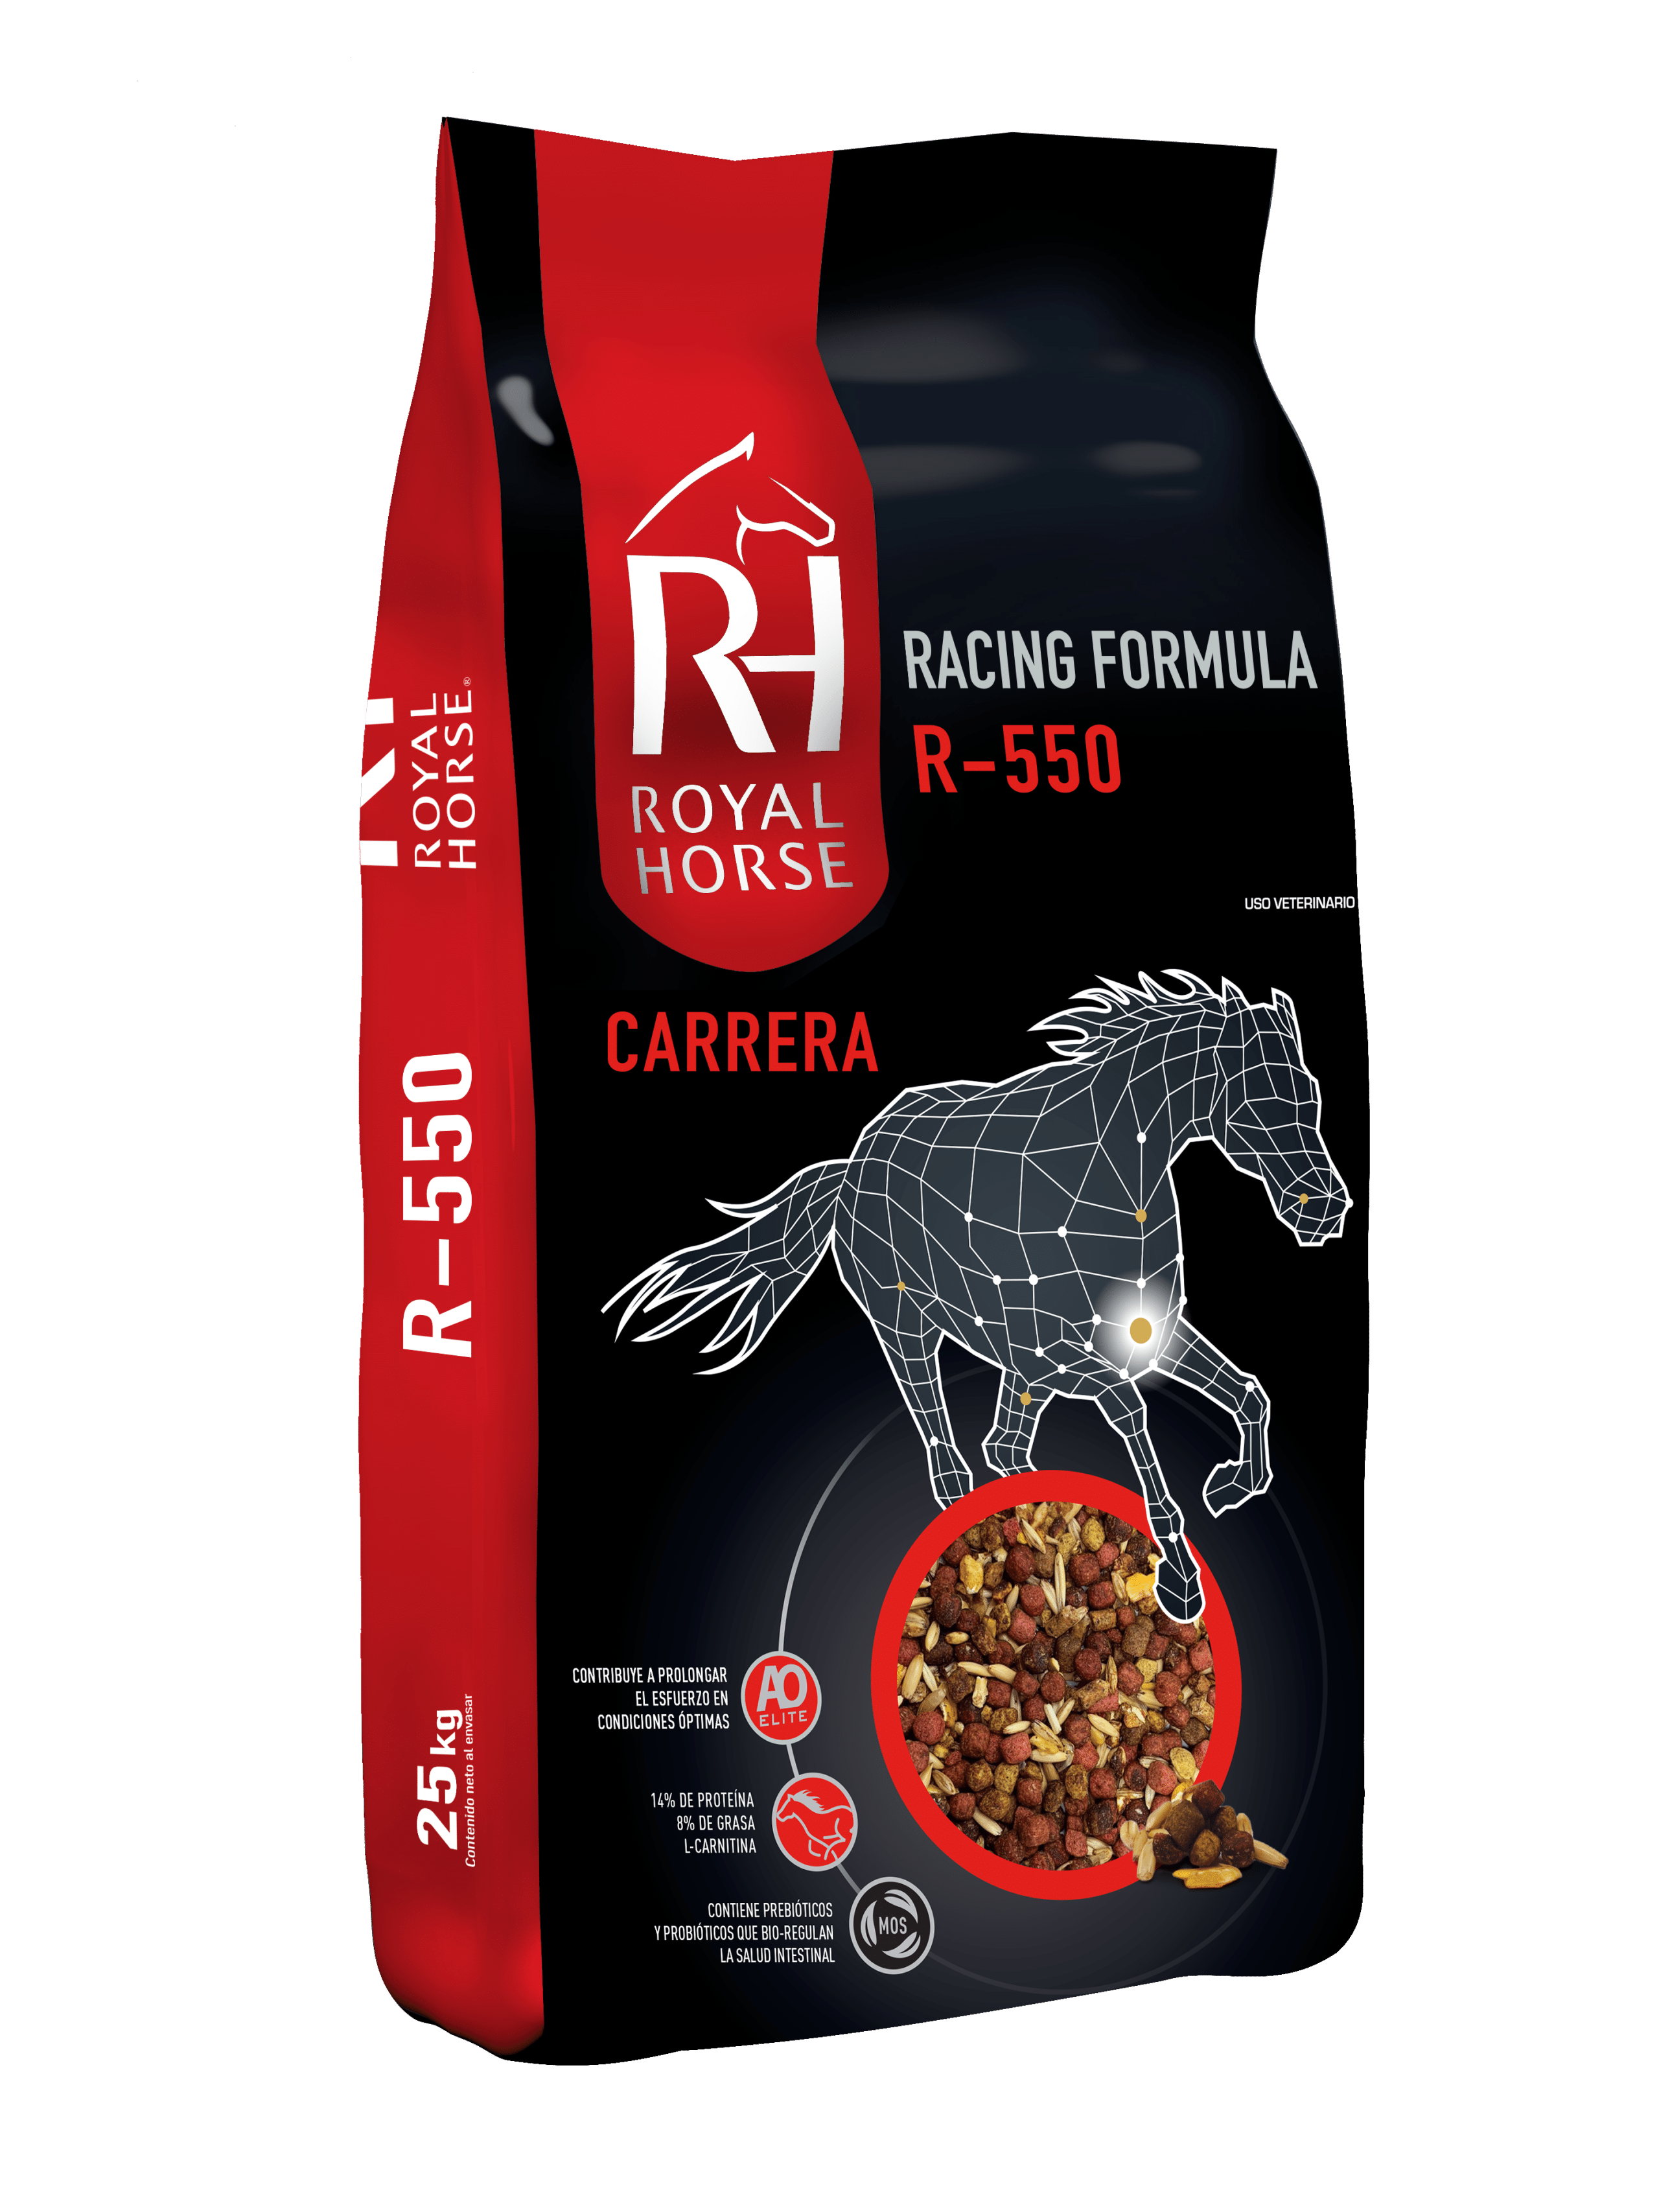 RH
ROYAL
HORSE
RACING FORMULA
R-550
USO VETERINARIO
CARRERA
CONTRIBUYE A PROLONGAR
EL ESFUERZO EN
CONDICIONES ÓPTIMAS
AO
ELITE
14% DE PROTEÍNA
8% DE GRASA
L-CARNITINA
CONTIENE PREBIÓTICOS
Y PROBIÓTICOS QUE BIO-REGULAN
LA SALUD INTESTINAL
MOS
ROYAL
HORSE®
R-550
25 kg
Contenido neto al envasar